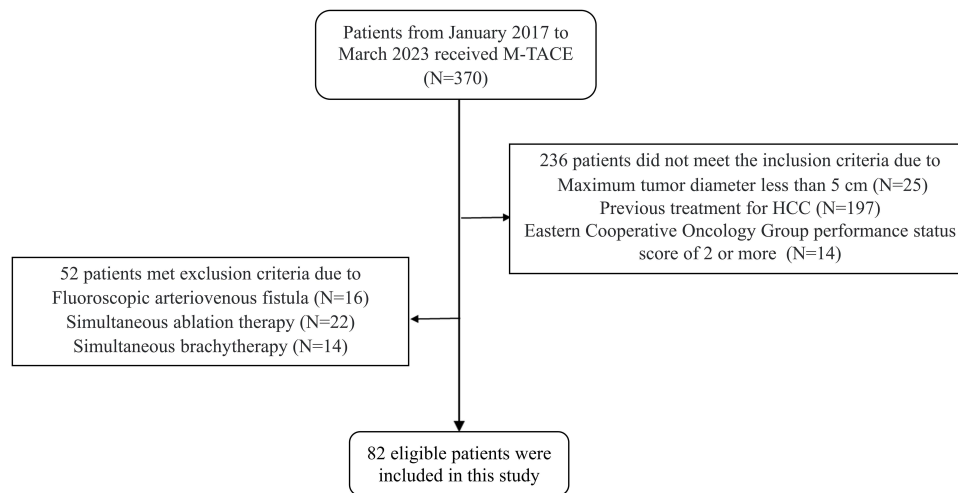 Patients from January 2017 to
March 2023 received M-TACE
(N=370)
236 patients did not meet the inclusion criteria due to
Maximum tumor diameter less than 5 cm (N=25)
Previous treatment for HCC (N=197)
Eastern Cooperative Oncology Group performance status
score of 2 or more (N=14)
52 patients met exclusion criteria due to
Fluoroscopic arteriovenous fistula (N=16)
Simultaneous ablation therapy (N=22)
Simultaneous brachytherapy (N=14)
82 eligible patients were
included in this study